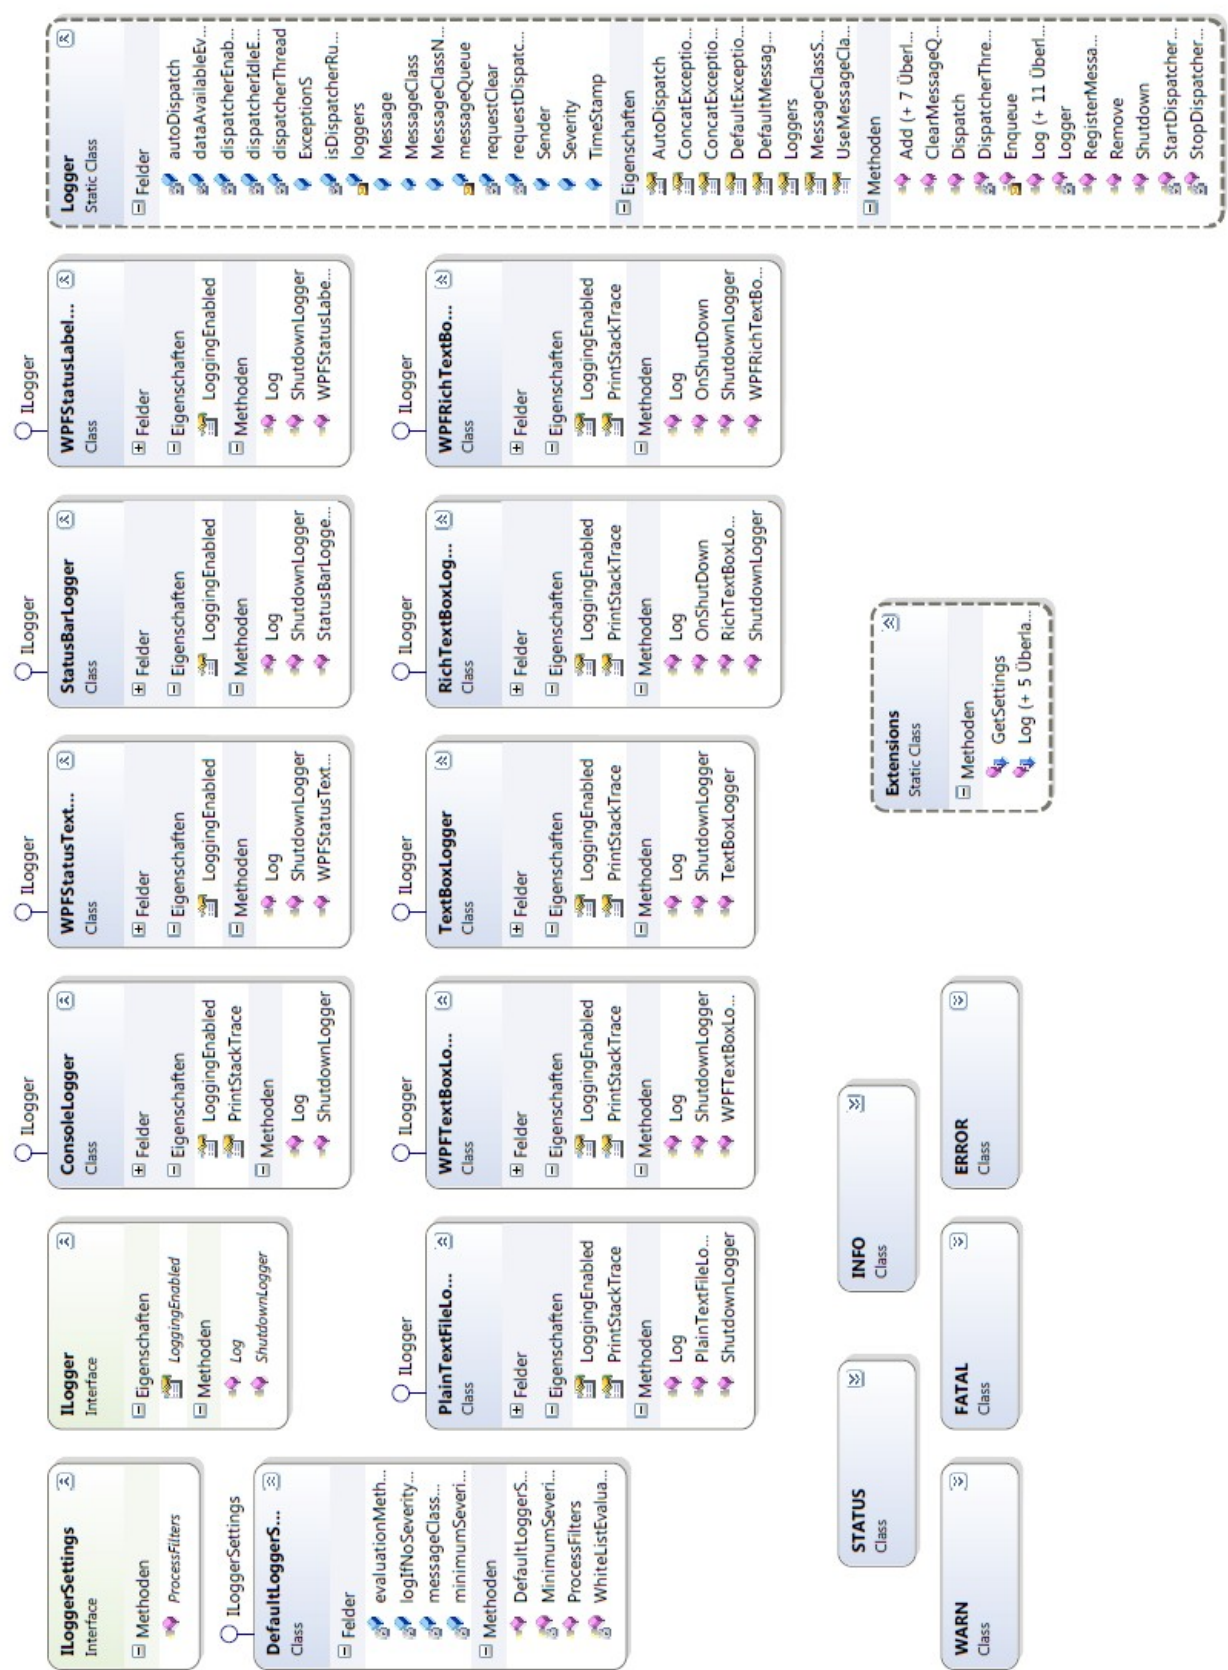 ILoggerSettings
Interface
Methoden
ProcessFilters
ILoggerSettings
DefaultLoggerS...
Class
Felder
evaluationMeth...
logIfNoSeverity...
messageClass...
minimumSeveri...
Methoden
DefaultLoggerS...
MinimumSeveri...
ProcessFilters
WhiteListEvalua...
ILogger
Interface
Eigenschaften
LoggingEnabled
Methoden
Log
ShutdownLogger
ILogger
ConsoleLogger
Class
Felder
Eigenschaften
LoggingEnabled
PrintStackTrace
Methoden
Log
ShutdownLogger
ILogger
WPFStatusText...
Class
Felder
Eigenschaften
LoggingEnabled
Methoden
Log
ShutdownLogger
WPFStatusText...
ILogger
StatusBarLogger
Class
Felder
Eigenschaften
LoggingEnabled
Methoden
Log
ShutdownLogger
StatusBarLogge...
ILogger
WPFStatusLabel...
Class
Felder
Eigenschaften
LoggingEnabled
Methoden
Log
ShutdownLogger
WPFStatusLabe...
Logger
Static Class
Felder
autoDispatch
dataAvailableEv...
dispatcherEnab...
dispatcherIdleE...
dispatcherThread
ExceptionS
isDispatcherRu...
loggers
Message
MessageClass
MessageClassN...
messageQueue
requestClear
requestDispatc...
Sender
Severity
TimeStamp
Eigenschaften
AutoDispatch
ConcatExceptio...
ConcatExceptio...
DefaultExceptio...
DefaultMessag...
Loggers
MessageClassS...
UseMessageCla...
Methoden
Add (+ 7 Überl...
ClearMessageQ...
Dispatch
DispatcherThre...
Enqueue
Log (+ 11 Überl...
Logger
RegisterMessa...
Remove
Shutdown
StartDispatcher...
StopDispatcher...
ILogger
PlainTextFileLo...
Class
Felder
Eigenschaften
LoggingEnabled
PrintStackTrace
Methoden
Log
PlainTextFileLo...
ShutdownLogger
ILogger
WPFTextBoxLo...
Class
Felder
Eigenschaften
LoggingEnabled
PrintStackTrace
Methoden
Log
ShutdownLogger
WPFTextBoxLo...
ILogger
TextBoxLogger
Class
Felder
Eigenschaften
LoggingEnabled
PrintStackTrace
Methoden
Log
ShutdownLogger
TextBoxLogger
ILogger
RichTextBoxLog...
Class
Felder
Eigenschaften
LoggingEnabled
PrintStackTrace
Methoden
Log
OnShutDown
RichTextBoxLo...
ShutdownLogger
ILogger
WPFRichTextBo...
Class
Felder
Eigenschaften
LoggingEnabled
PrintStackTrace
Methoden
Log
OnShutDown
ShutdownLogger
WPFRichTextBo...
STATUS
Class
INFO
Class
Extensions
Static Class
Methoden
GetSettings
Log (+ 5 Überla...
WARN
Class
FATAL
Class
ERROR
Class